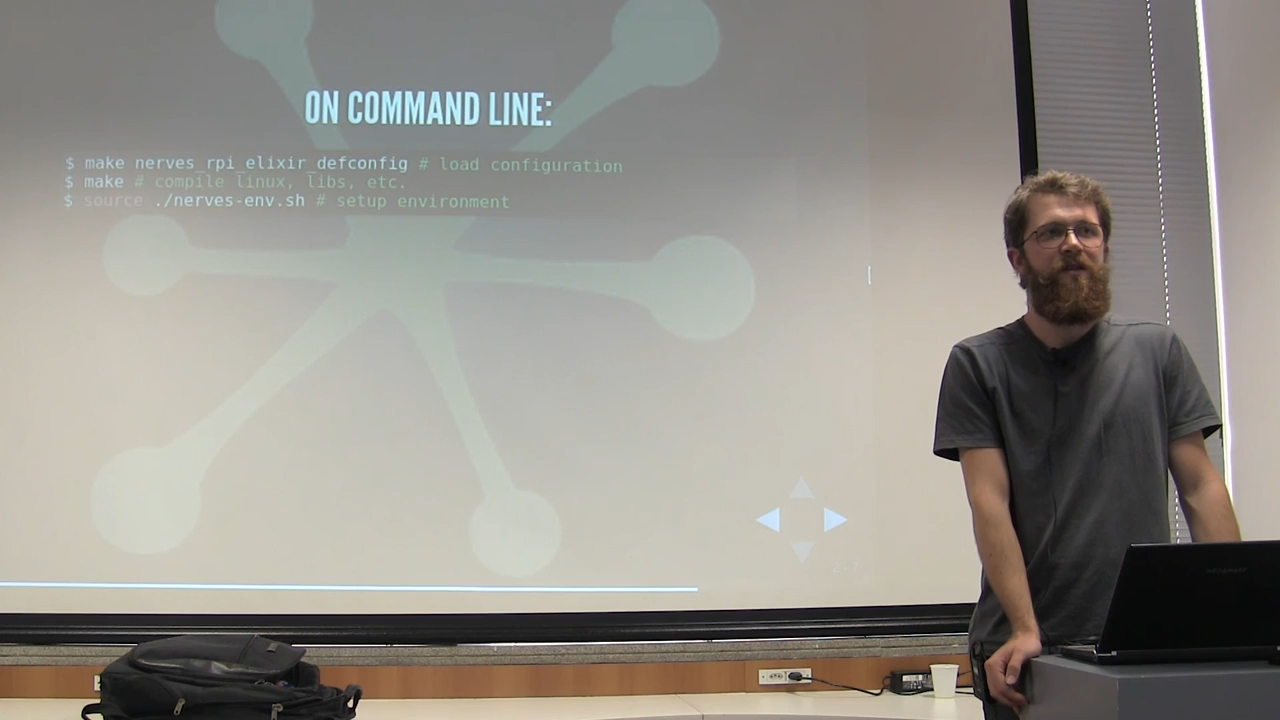 ON COMMAND LINE:
$ make nerves_rpi_elixir_defconfig # load configuration
$ make # compile linux, libs, etc.
$ source ./nerves-env.sh # setup environment